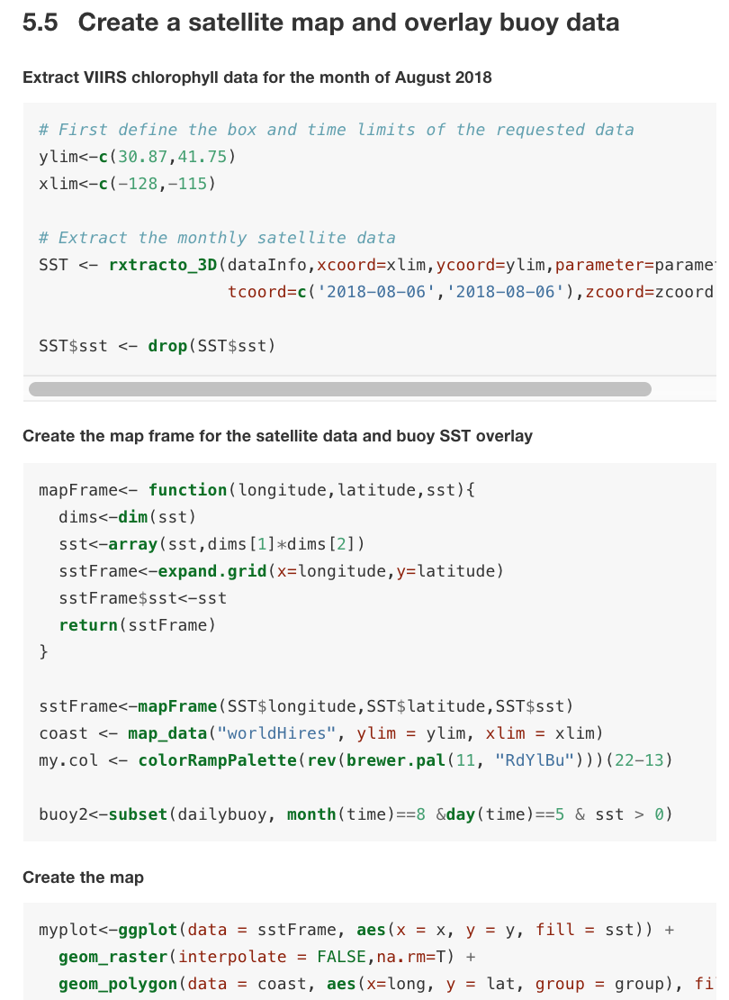 5.5 Create a satellite map and overlay buoy data
Extract VIIRS chlorophyll data for the month of August 2018
# First define the box and time limits of the requested data
ylim<-c(30.87,41.75)
xlim<-c(-128,-115)
# Extract the monthly satellite data
SST <- rxtracto_3D(dataInfo,xcoord=xlim,ycoord=ylim,parameter=parame
tcoord=c('2018-08-06','2018-08-06'),zcoord=zcoord
SST$sst <- drop(SST$sst)
Create the map frame for the satellite data and buoy SST overlay
mapFrame<- function(longitude,latitude,sst){
dims<-dim(sst)
sst<-array(sst,dims[1]*dims[2])
sstFrame<-expand.grid(x=longitude,y=latitude)
sstFrame$sst<-sst
return(sstFrame)
}
sstFrame<-mapFrame(SST$longitude,SST$latitude,SST$sst)
coast <- map_data("worldHires", ylim = ylim, xlim = xlim)
my.col <- colorRampPalette(rev(brewer.pal(11, "RdYlBu")))(22-13)
buoy2<-subset(dailybuoy, month(time)==8 &day(time)==5 & sst > 0)
Create the map
myplot<-ggplot(data = sstFrame, aes(x = x, y = y, fill = sst)) +
geom_raster(interpolate = FALSE,na.rm=T) +
geom_polygon(data = coast, aes(x=long, y = lat, group = group), fi